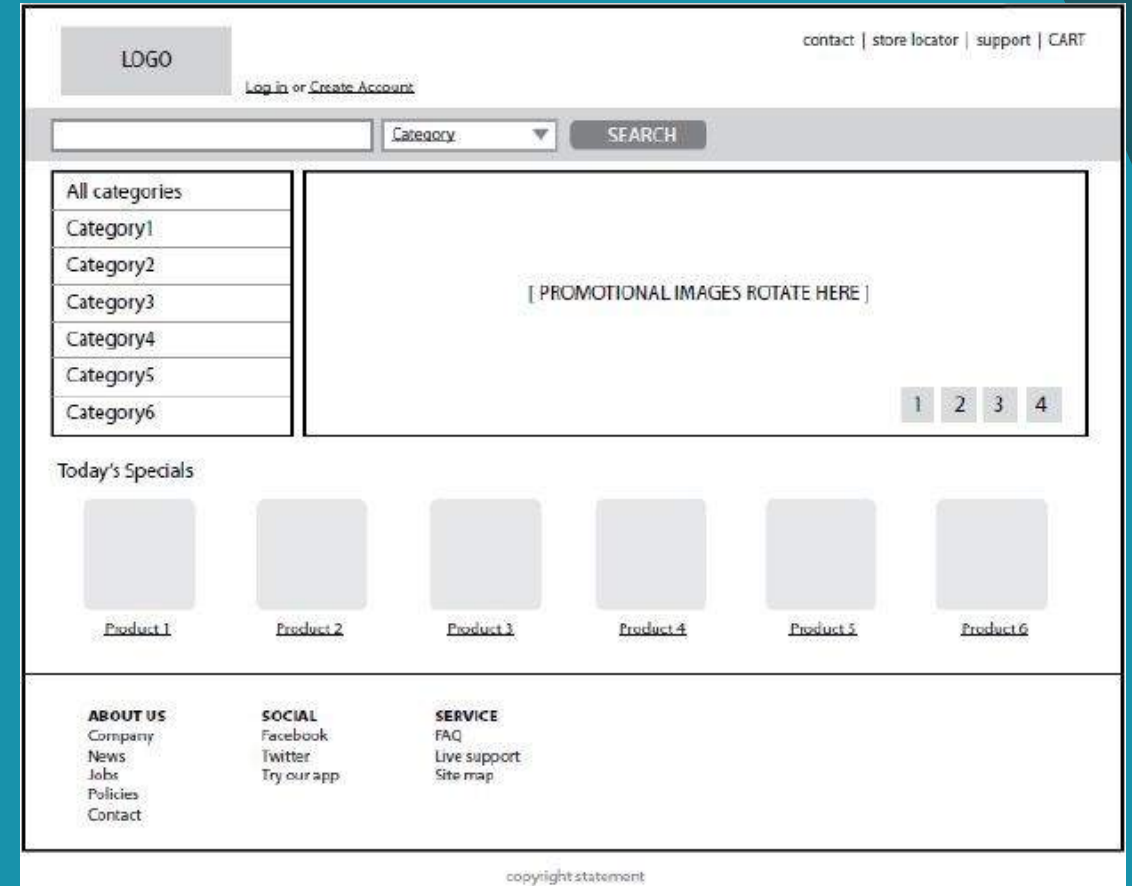 contact | store locator | support | CART
LOGO
Log in or Create Account
Category
SEARCH
All categories
Category1
Category2
Category3
Category4
Category5
Category6
[ PROMOTIONAL IMAGES ROTATE HERE ]
1 2 3 4
Today's Specials
Product 1 Product 2 Product 3 Product 4 Product 5 Product 6
ABOUT US
Company
News
Jobs
Policies
Contact
SOCIAL
Facebook
Twitter
Try our app
SERVICE
FAQ
Live support
Site map
copyright statement